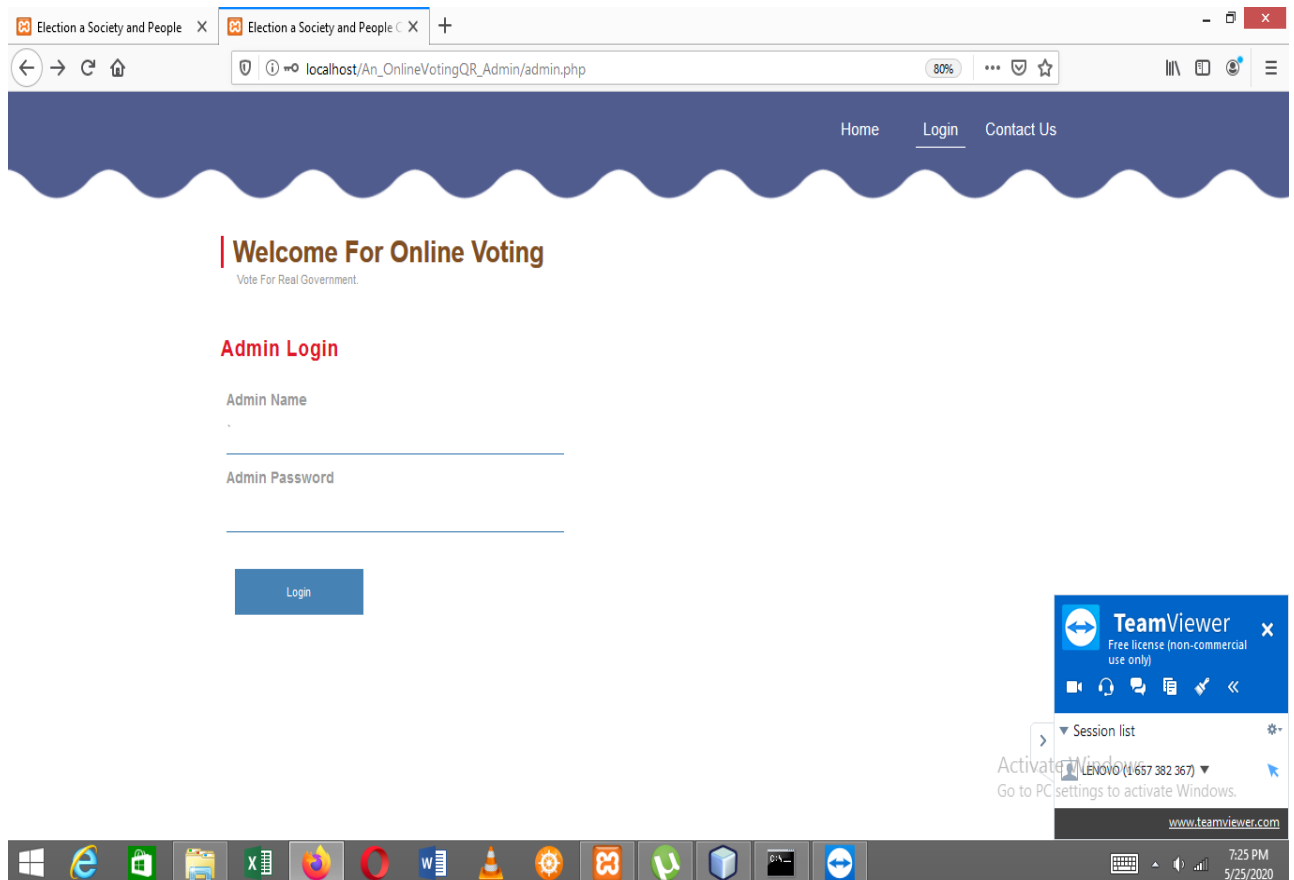 Election a Society and People
Election a Society and People C
localhost/An_OnlineVotingQR_Admin/admin.php
80%
Home Login Contact Us
Welcome For Online Voting
Vote For Real Government.
Admin Login
Admin Name
Admin Password
Login
TeamViewer
Free license (non-commercial
use only)
Session list
Activate Windows
LENOVO (1 657 382 367)
Go to PC settings to activate Windows.
www.teamviewer.com
7:25 PM
5/25/2020